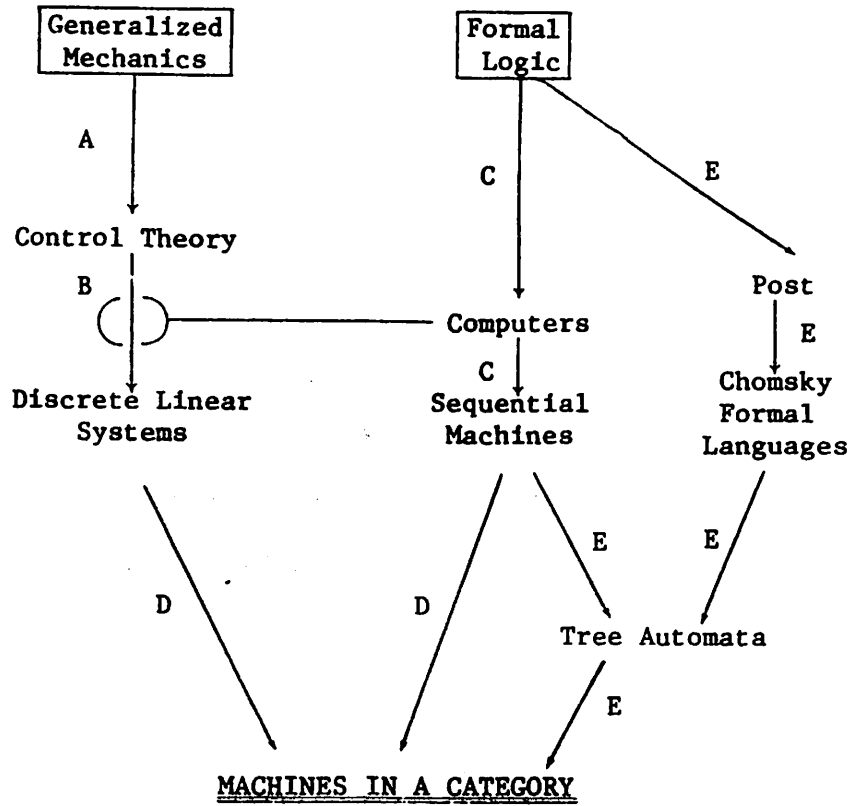 Generalized
Mechanics
Formal
Logic
A
C
E
Control Theory
B
Post
Computers
E
C
Discrete Linear
Systems
Sequential
Machines
Chomsky
Formal
Languages
E
E
D
D
Tree Automata
E
MACHINES IN A CATEGORY